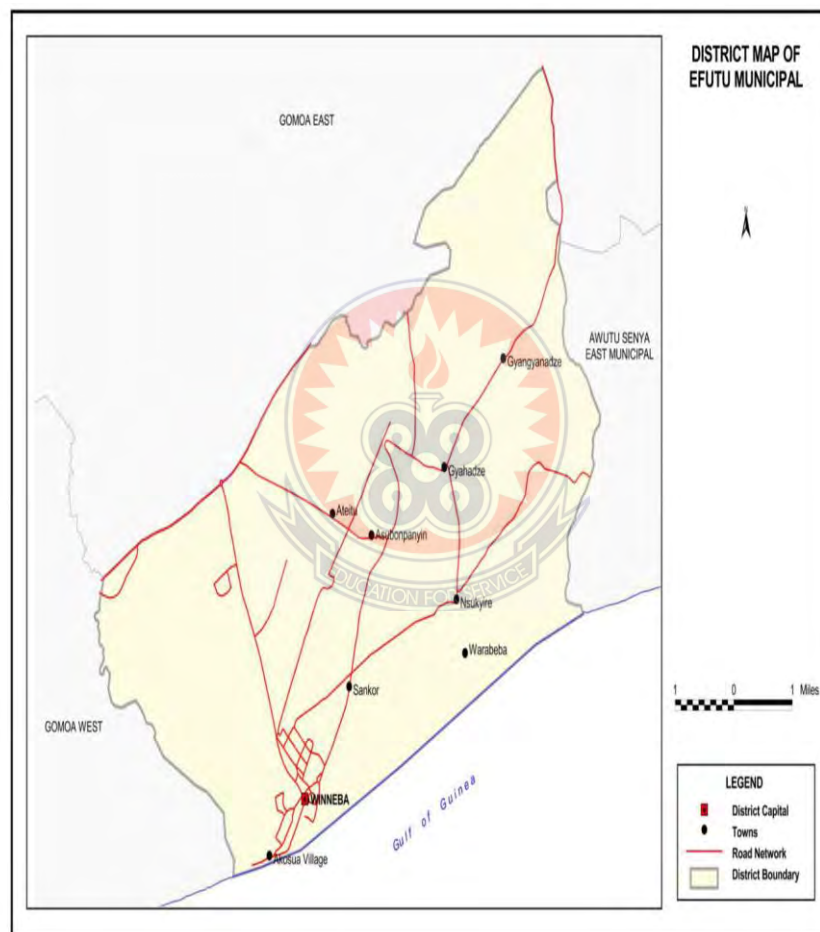 DISTRICT MAP OF
EFUTU MUNICIPAL
GOMOA EAST
N
AWUTU SENYA
EAST MUNICIPAL
Gyangyanadze
Gyahadze
Ateitu
Asubonpanyin
EDUCATION FOR SERVICE
Nsukyire
Warabeba
Sankor
GOMOA WEST
1 0 1 Miles
WINNEBA
Gulf of Guinea
Akosua Village
LEGEND
District Capital
Towns
Road Network
District Boundary